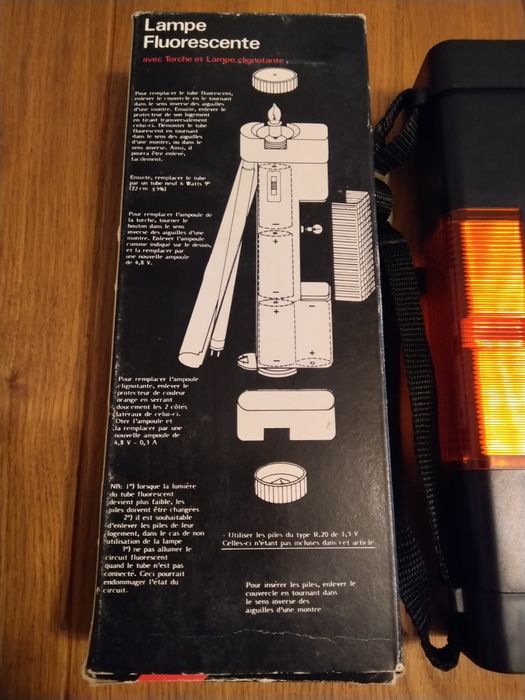 Lampe
Fluorescente
avec Torche et Lampe clignotante
Pour remplacer le tube fluorescent,
enlever le couvercle en le tournant
dans le sens inverse des aiguilles
d'une montre. Ensuite, enlever le
protecteur de son logement
en tirant transversalement
celui-ci. Démonter le tube
fluorescent en tournant
dans le sens des aiguilles
d'une montre, ou dans le
sens inverse. Ainsi, il
pourra être enlevé,
facilement.
Ensuite, remplacer le tube
par un tube neuf 6 Watts 9"
(22 cm ± 5%)
Pour remplacer l'ampoule de
la torche, tourner le
bouton dans le sens
inverse des aiguilles d'une
montre. Enlever l'ampoule
comme indiqué sur le dessin,
et la remplacer par
une nouvelle ampoule
de 4,8 V.
Pour remplacer l'ampoule
clignotante, enlever le
protecteur de couleur
orange en serrant
doucement les 2 côtés
latéraux de celui-ci.
Oter l'ampoule et
la remplacer par une
nouvelle ampoule de
4,8 V - 0,3 A
NB: 1°) lorsque la lumière
du tube fluorescent
devient plus faible, les
piles doivent être changées
2°) il est souhaitable
d'enlever les piles de leur
logement, dans le cas de non
utilisation de la lampe
3°) ne pas allumer le
circuit fluorescent
quand le tube n'est pas
connecté. Ceci pourrait
endommager l'état du
circuit.
- Utiliser les piles du type R.20 de 1,5 V
Celles-ci n'étant pas incluses dans cet article
Pour insérer les piles, enlever le
couvercle en le tournant dans
le sens inverse des
aiguilles d'une montre